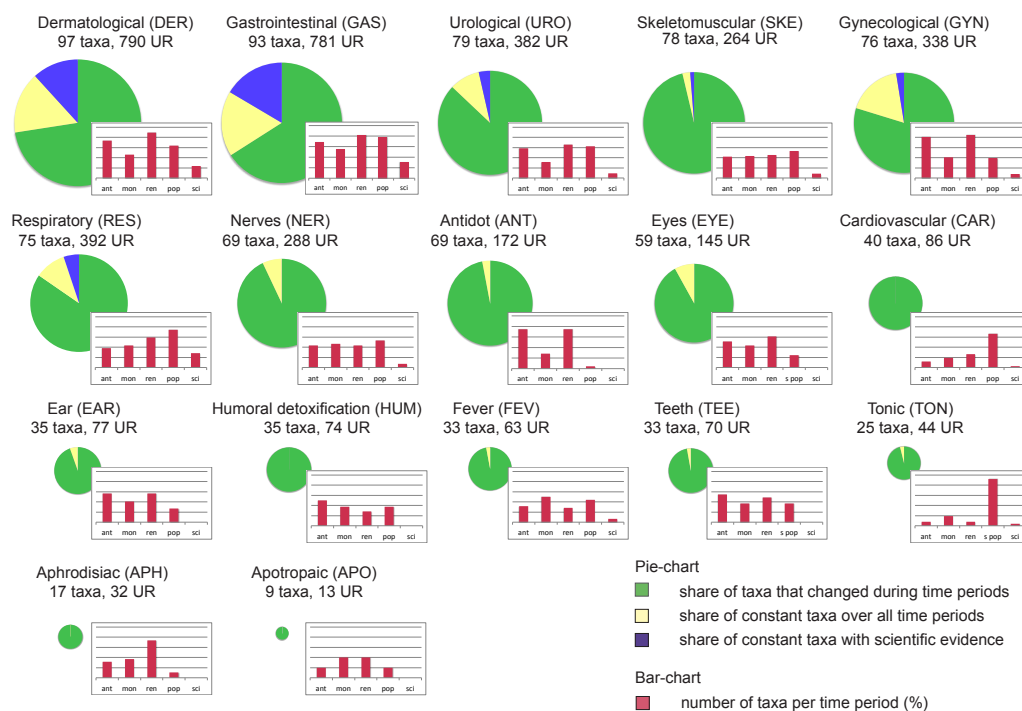 Dermatological (DER)
97 taxa, 790 UR
Gastrointestinal (GAS)
93 taxa, 781 UR
Urological (URO)
79 taxa, 382 UR
Skeletomuscular (SKE)
78 taxa, 264 UR
Gynecological (GYN)
76 taxa, 338 UR
ant mon ren pop sci
ant mon ren pop sci
ant mon ren pop sci
ant mon ren pop sci
ant mon ren pop sci
Respiratory (RES)
75 taxa, 392 UR
Nerves (NER)
69 taxa, 288 UR
Antidot (ANT)
69 taxa, 172 UR
Eyes (EYE)
59 taxa, 145 UR
Cardiovascular (CAR)
40 taxa, 86 UR
ant mon ren pop sci
ant mon ren pop sci
ant mon ren pop sci
ant mon ren s pop sci
ant mon ren pop sci
Ear (EAR)
35 taxa, 77 UR
Humoral detoxification (HUM)
35 taxa, 74 UR
Fever (FEV)
33 taxa, 63 UR
Teeth (TEE)
33 taxa, 70 UR
Tonic (TON)
25 taxa, 44 UR
ant mon ren pop sci
ant mon ren pop sci
ant mon ren pop sci
ant mon ren s pop sci
ant mon ren s pop sci
Aphrodisiac (APH)
17 taxa, 32 UR
Apotropaic (APO)
9 taxa, 13 UR
ant mon ren pop sci
ant mon ren pop sci
Pie-chart
share of taxa that changed during time periods
share of constant taxa over all time periods
share of constant taxa with scientific evidence
Bar-chart
number of taxa per time period (%)